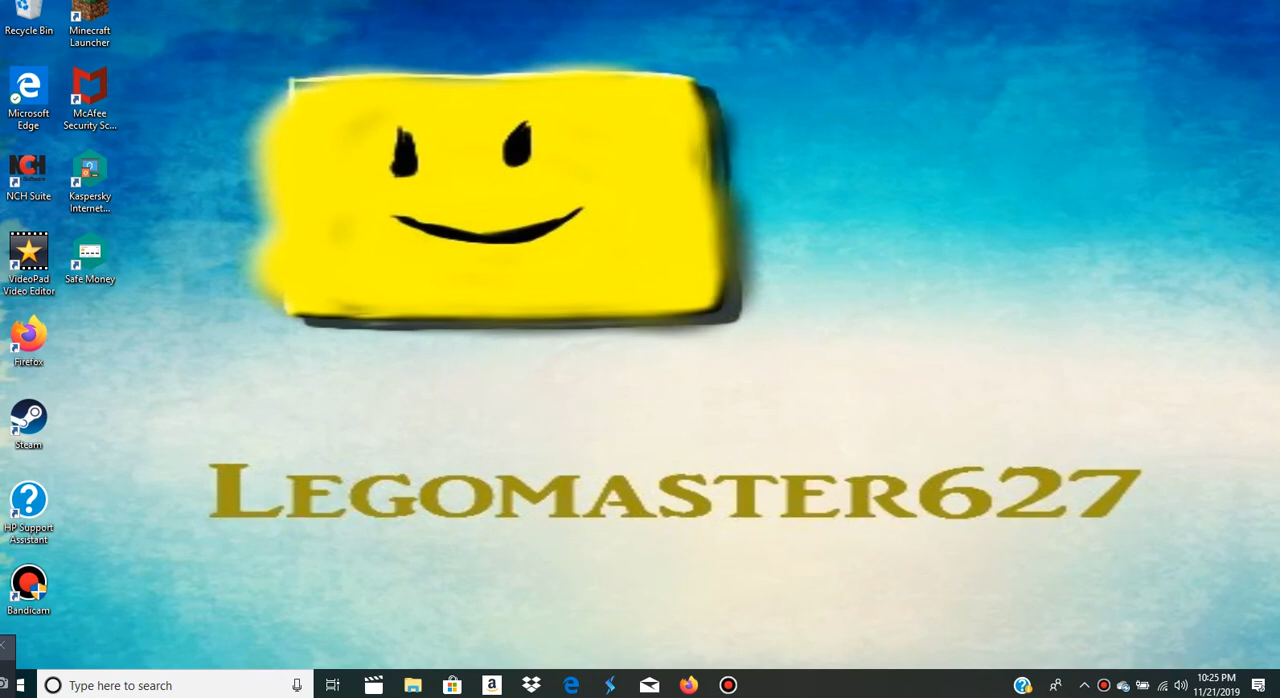 Recycle Bin
Minecraft
Launcher
Microsoft
Edge
McAfee
Security Sc...
NCH
NCH Suite
Kaspersky
Internet...
VideoPad
Video Editor
Safe Money
Firefox
Steam
HP Support
Assistant
Bandicam
LEGOMASTER627
Type here to search
a
10:25 PM
11/21/2019